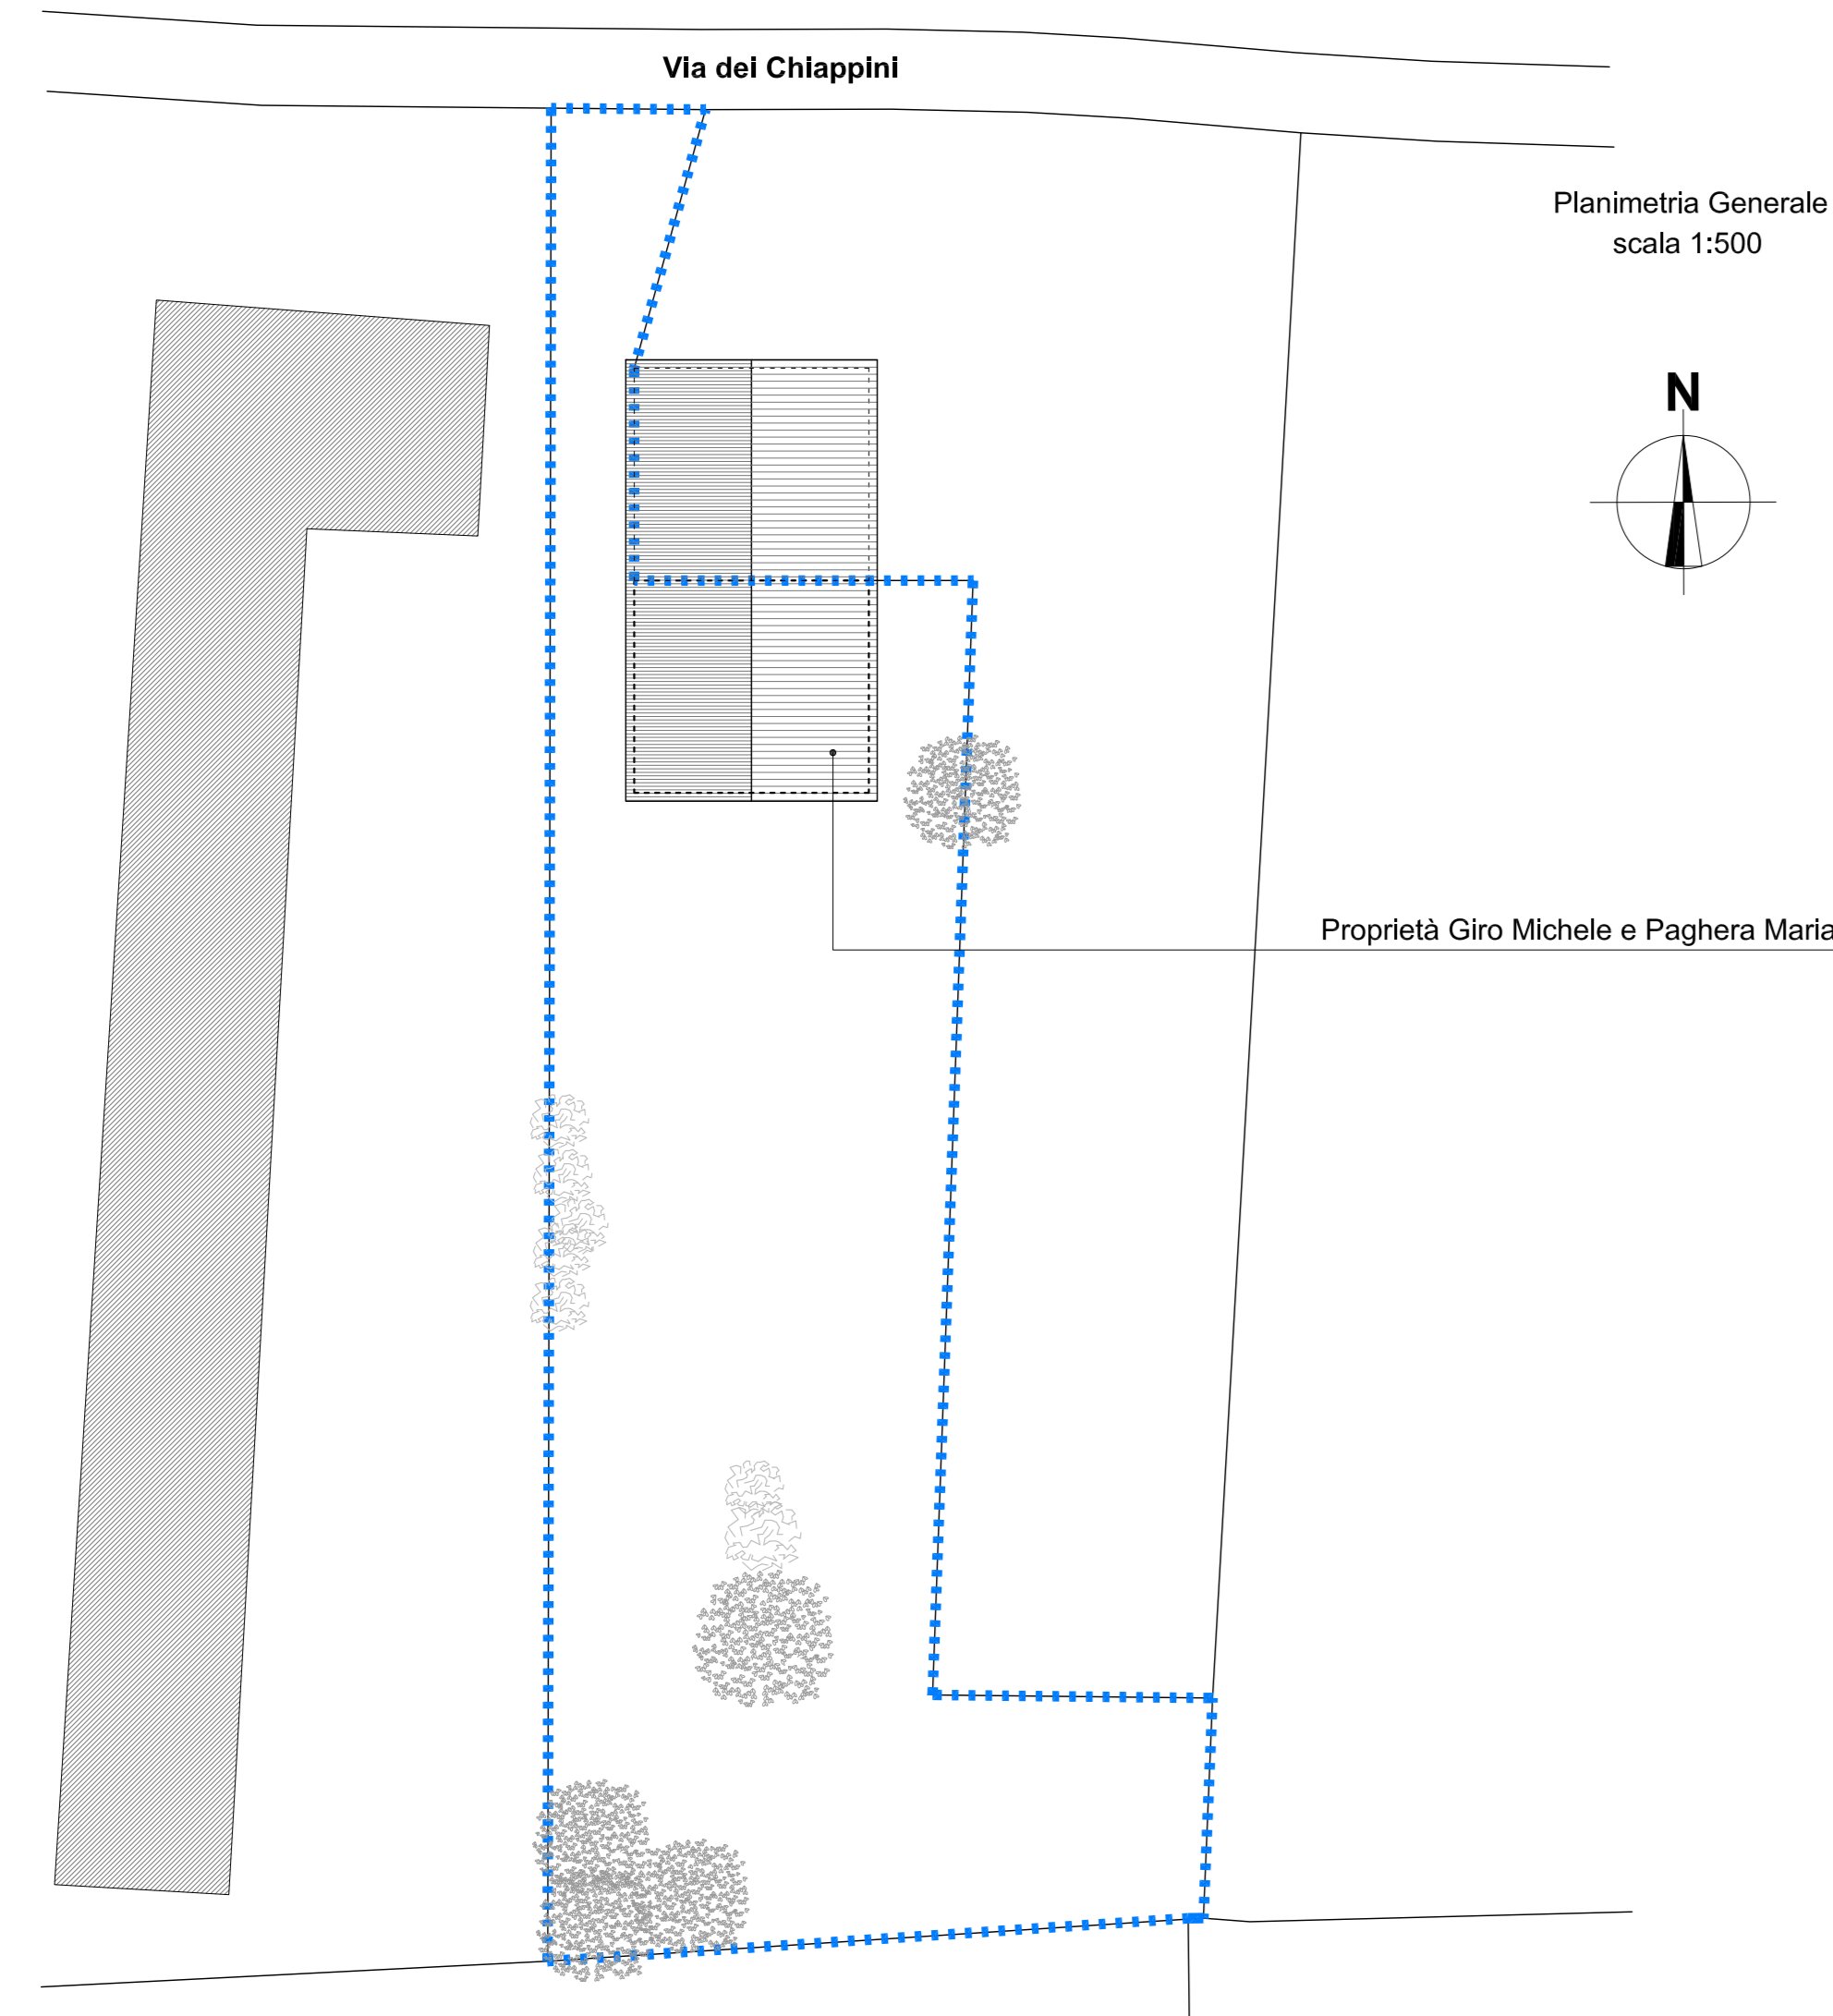 Via dei Chiappini
Planimetria Generale
scala 1:500
N
Proprietà Giro Michele e Paghera Maria